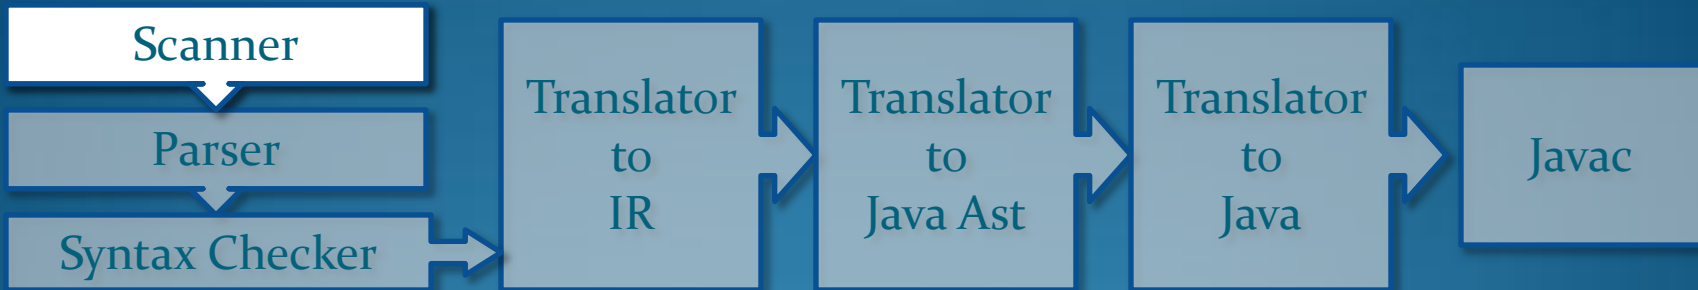 Scanner
Parser
Syntax Checker
Translator
to
IR
Translator
to
Java Ast
Translator
to
Java
Javac